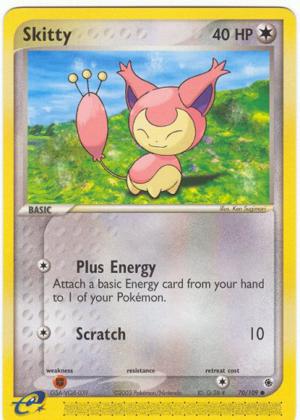 Skitty
40 HP
Illus. Ken Sugimori
BASIC
Plus Energy
Attach a basic Energy card from your hand
to 1 of your Pokémon.
Scratch 10
weakness resistance retreat cost
©2003 Pokémon/Nintendo
70/109
e